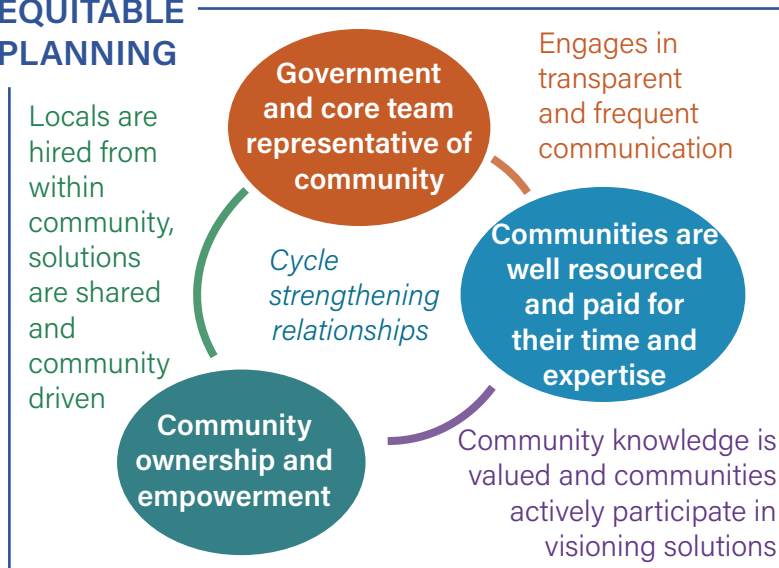 EQUITABLE
PLANNING
Government
and core team
representative of
community
Engages in
transparent
and frequent
communication
Locals are
hired from
within
community,
solutions
are shared
and
community
driven
Cycle
strengthening
relationships
Communities are
well resourced
and paid for
their time and
expertise
Community
ownership and
empowerment
Community knowledge is
valued and communities
actively participate in
visioning solutions